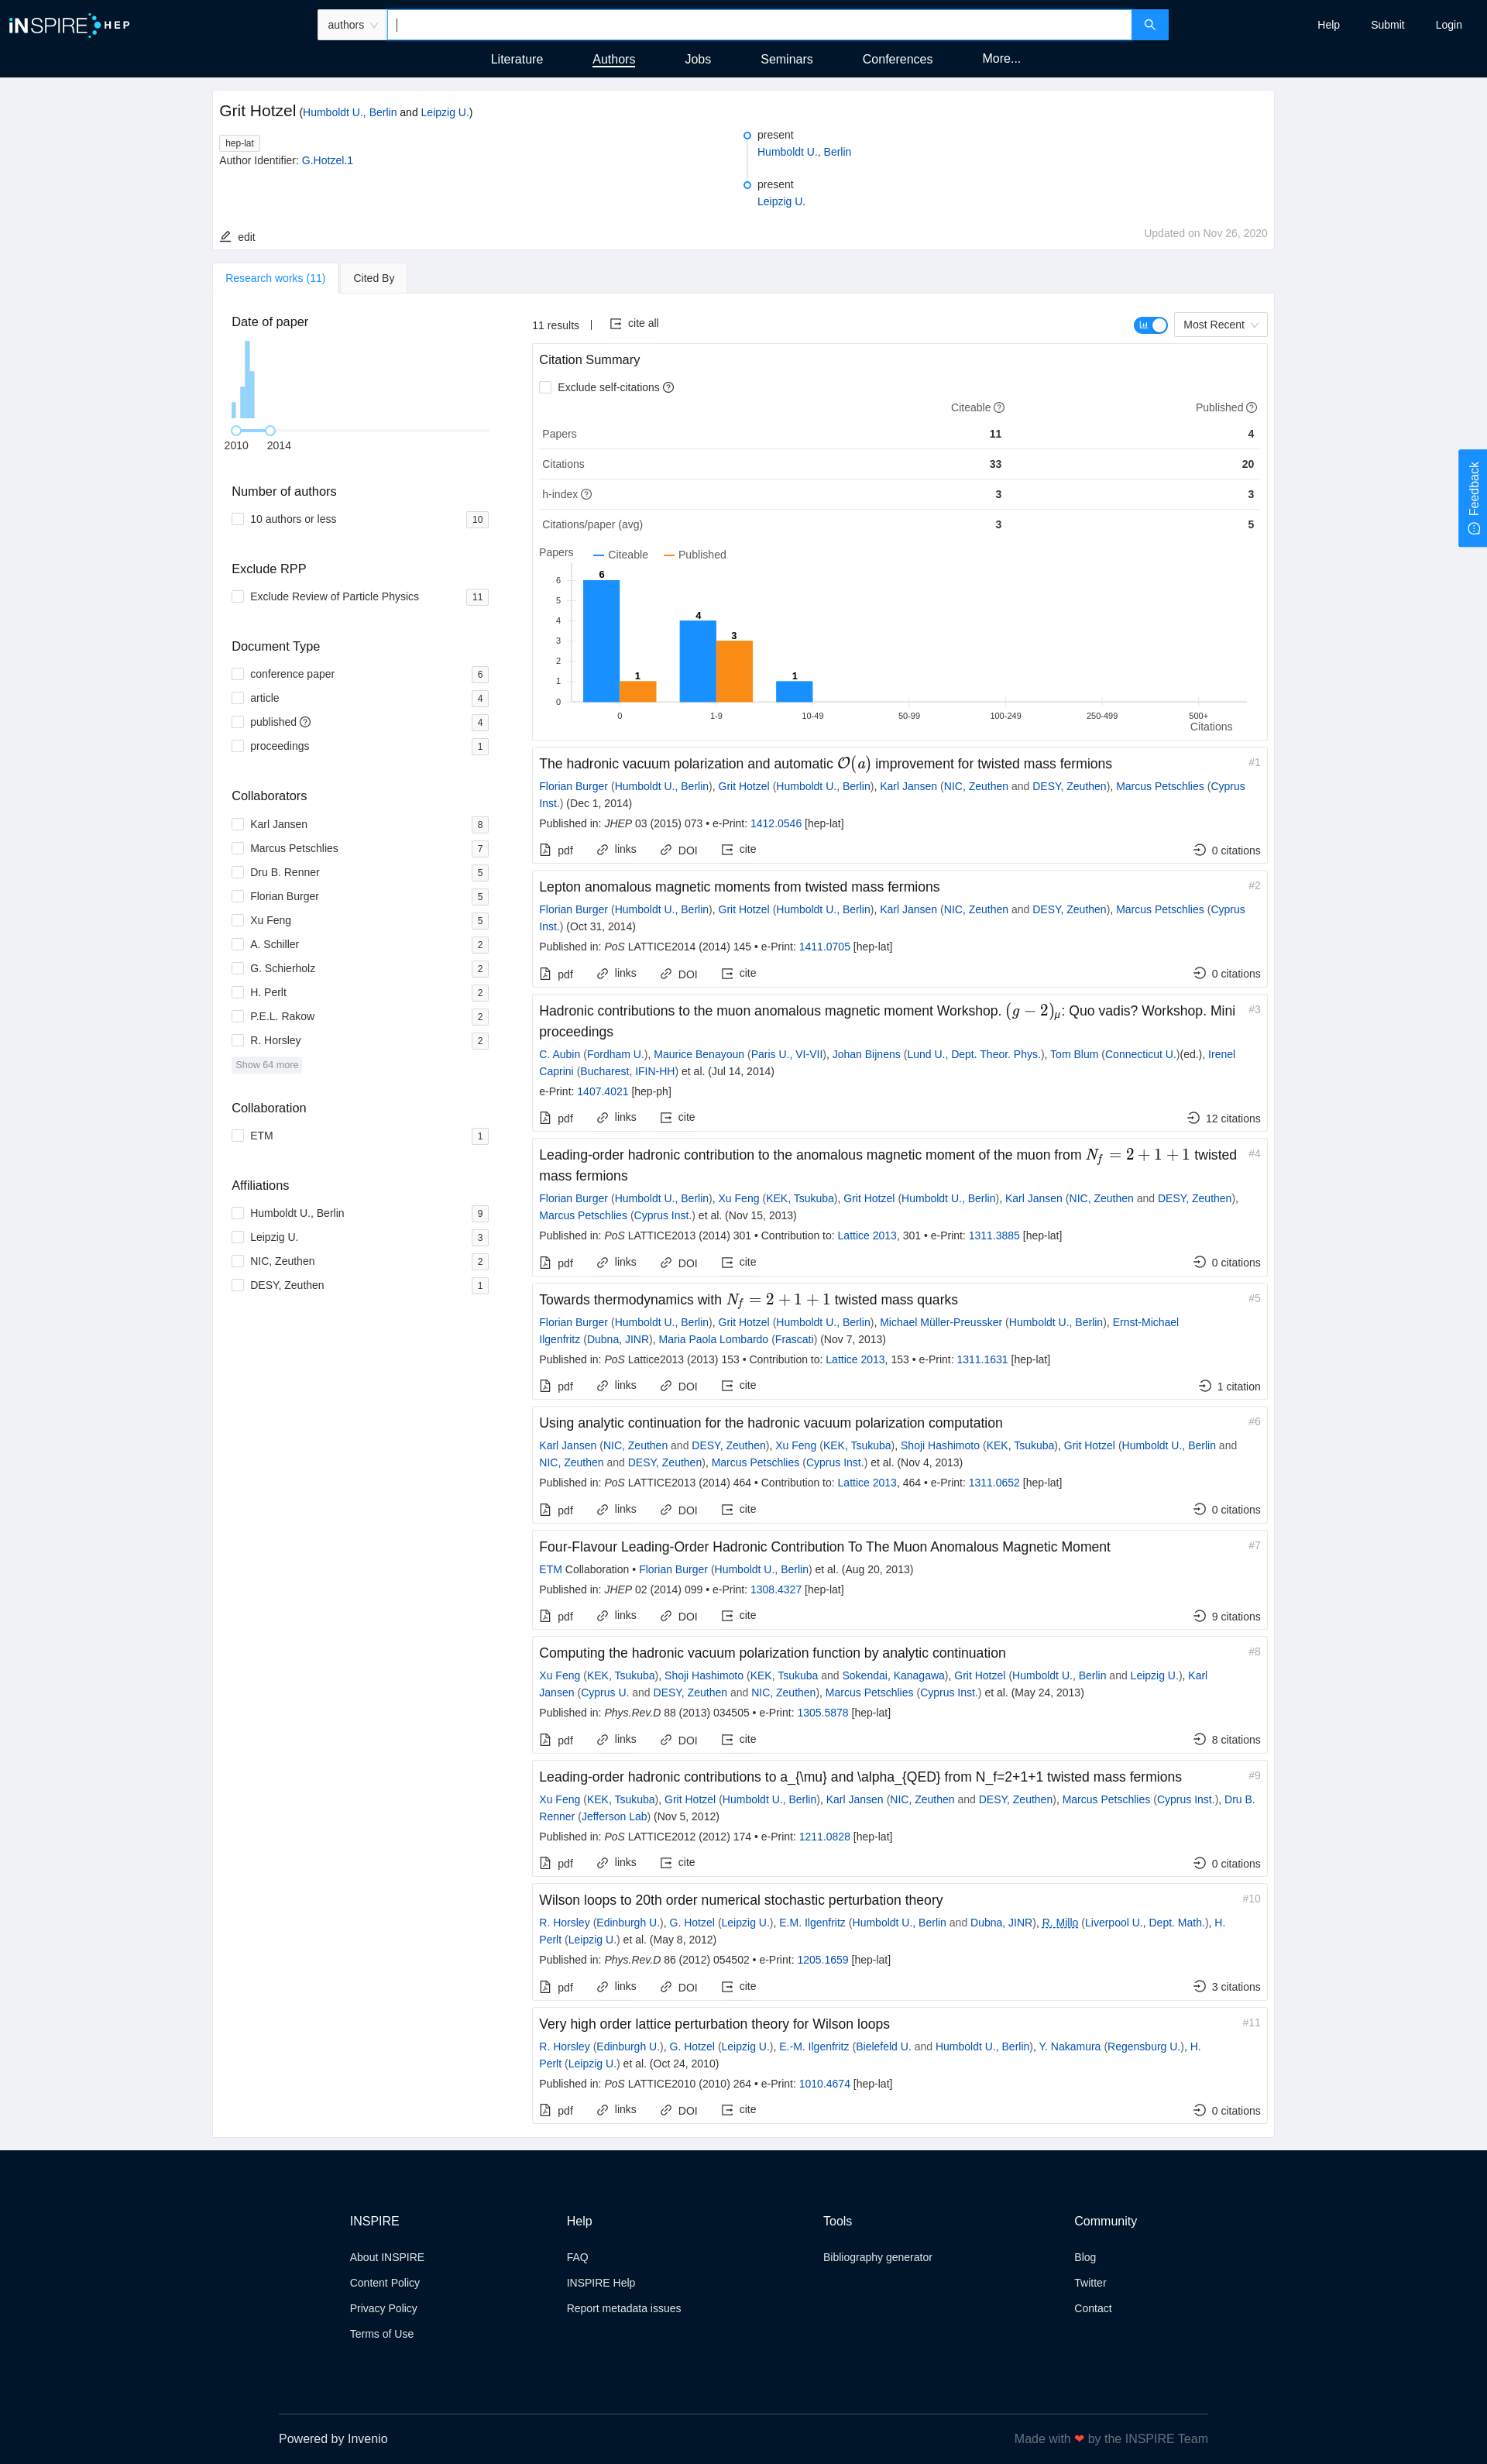 iNSPIRE HEP
authors
Help Submit Login
Literature Authors Jobs Seminars Conferences More...
Grit Hotzel (Humboldt U., Berlin and Leipzig U.)
hep-lat
Author Identifier: G.Hotzel.1
present
Humboldt U., Berlin
present
Leipzig U.
edit
Updated on Nov 26, 2020
Research works (11) Cited By
Date of paper
2010 2014
Number of authors
10 authors or less 10
Exclude RPP
Exclude Review of Particle Physics 11
Document Type
conference paper 6
article 4
published 4
proceedings 1
Collaborators
Karl Jansen 8
Marcus Petschlies 7
Dru B. Renner 5
Florian Burger 5
Xu Feng 5
A. Schiller 2
G. Schierholz 2
H. Perlt 2
P.E.L. Rakow 2
R. Horsley 2
Show 64 more
Collaboration
ETM 1
Affiliations
Humboldt U., Berlin 9
Leipzig U. 3
NIC, Zeuthen 2
DESY, Zeuthen 1
11 results | cite all
Most Recent
Citation Summary
Exclude self-citations
Citeable Published
Papers 11 4
Citations 33 20
h-index 3 3
Citations/paper (avg) 3 5
Papers Citeable Published
6
5
4
3
2
1
0
6 1 4 3 1
0 1-9 10-49 50-99 100-249 250-499 500+
Citations
The hadronic vacuum polarization and automatic 𝒪(a) improvement for twisted mass fermions #1
Florian Burger (Humboldt U., Berlin), Grit Hotzel (Humboldt U., Berlin), Karl Jansen (NIC, Zeuthen and DESY, Zeuthen), Marcus Petschlies (Cyprus
Inst.) (Dec 1, 2014)
Published in: JHEP 03 (2015) 073 • e-Print: 1412.0546 [hep-lat]
pdf links DOI cite 0 citations
Lepton anomalous magnetic moments from twisted mass fermions #2
Florian Burger (Humboldt U., Berlin), Grit Hotzel (Humboldt U., Berlin), Karl Jansen (NIC, Zeuthen and DESY, Zeuthen), Marcus Petschlies (Cyprus
Inst.) (Oct 31, 2014)
Published in: PoS LATTICE2014 (2014) 145 • e-Print: 1411.0705 [hep-lat]
pdf links DOI cite 0 citations
Hadronic contributions to the muon anomalous magnetic moment Workshop. (g − 2)μ: Quo vadis? Workshop. Mini #3
proceedings
C. Aubin (Fordham U.), Maurice Benayoun (Paris U., VI-VII), Johan Bijnens (Lund U., Dept. Theor. Phys.), Tom Blum (Connecticut U.)(ed.), Irenel
Caprini (Bucharest, IFIN-HH) et al. (Jul 14, 2014)
e-Print: 1407.4021 [hep-ph]
pdf links cite 12 citations
Leading-order hadronic contribution to the anomalous magnetic moment of the muon from Nf = 2 + 1 + 1 twisted #4
mass fermions
Florian Burger (Humboldt U., Berlin), Xu Feng (KEK, Tsukuba), Grit Hotzel (Humboldt U., Berlin), Karl Jansen (NIC, Zeuthen and DESY, Zeuthen),
Marcus Petschlies (Cyprus Inst.) et al. (Nov 15, 2013)
Published in: PoS LATTICE2013 (2014) 301 • Contribution to: Lattice 2013, 301 • e-Print: 1311.3885 [hep-lat]
pdf links DOI cite 0 citations
Towards thermodynamics with Nf = 2 + 1 + 1 twisted mass quarks #5
Florian Burger (Humboldt U., Berlin), Grit Hotzel (Humboldt U., Berlin), Michael Müller-Preussker (Humboldt U., Berlin), Ernst-Michael
Ilgenfritz (Dubna, JINR), Maria Paola Lombardo (Frascati) (Nov 7, 2013)
Published in: PoS Lattice2013 (2013) 153 • Contribution to: Lattice 2013, 153 • e-Print: 1311.1631 [hep-lat]
pdf links DOI cite 1 citation
Using analytic continuation for the hadronic vacuum polarization computation #6
Karl Jansen (NIC, Zeuthen and DESY, Zeuthen), Xu Feng (KEK, Tsukuba), Shoji Hashimoto (KEK, Tsukuba), Grit Hotzel (Humboldt U., Berlin and
NIC, Zeuthen and DESY, Zeuthen), Marcus Petschlies (Cyprus Inst.) et al. (Nov 4, 2013)
Published in: PoS LATTICE2013 (2014) 464 • Contribution to: Lattice 2013, 464 • e-Print: 1311.0652 [hep-lat]
pdf links DOI cite 0 citations
Four-Flavour Leading-Order Hadronic Contribution To The Muon Anomalous Magnetic Moment #7
ETM Collaboration • Florian Burger (Humboldt U., Berlin) et al. (Aug 20, 2013)
Published in: JHEP 02 (2014) 099 • e-Print: 1308.4327 [hep-lat]
pdf links DOI cite 9 citations
Computing the hadronic vacuum polarization function by analytic continuation #8
Xu Feng (KEK, Tsukuba), Shoji Hashimoto (KEK, Tsukuba and Sokendai, Kanagawa), Grit Hotzel (Humboldt U., Berlin and Leipzig U.), Karl
Jansen (Cyprus U. and DESY, Zeuthen and NIC, Zeuthen), Marcus Petschlies (Cyprus Inst.) et al. (May 24, 2013)
Published in: Phys.Rev.D 88 (2013) 034505 • e-Print: 1305.5878 [hep-lat]
pdf links DOI cite 8 citations
Leading-order hadronic contributions to a_{\mu} and \alpha_{QED} from N_f=2+1+1 twisted mass fermions #9
Xu Feng (KEK, Tsukuba), Grit Hotzel (Humboldt U., Berlin), Karl Jansen (NIC, Zeuthen and DESY, Zeuthen), Marcus Petschlies (Cyprus Inst.), Dru B.
Renner (Jefferson Lab) (Nov 5, 2012)
Published in: PoS LATTICE2012 (2012) 174 • e-Print: 1211.0828 [hep-lat]
pdf links cite 0 citations
Wilson loops to 20th order numerical stochastic perturbation theory #10
R. Horsley (Edinburgh U.), G. Hotzel (Leipzig U.), E.M. Ilgenfritz (Humboldt U., Berlin and Dubna, JINR), R. Millo (Liverpool U., Dept. Math.), H.
Perlt (Leipzig U.) et al. (May 8, 2012)
Published in: Phys.Rev.D 86 (2012) 054502 • e-Print: 1205.1659 [hep-lat]
pdf links DOI cite 3 citations
Very high order lattice perturbation theory for Wilson loops #11
R. Horsley (Edinburgh U.), G. Hotzel (Leipzig U.), E.-M. Ilgenfritz (Bielefeld U. and Humboldt U., Berlin), Y. Nakamura (Regensburg U.), H.
Perlt (Leipzig U.) et al. (Oct 24, 2010)
Published in: PoS LATTICE2010 (2010) 264 • e-Print: 1010.4674 [hep-lat]
pdf links DOI cite 0 citations
Feedback
INSPIRE Help Tools Community
About INSPIRE FAQ Bibliography generator Blog
Content Policy INSPIRE Help Twitter
Privacy Policy Report metadata issues Contact
Terms of Use
Powered by Invenio Made with ❤ by the INSPIRE Team